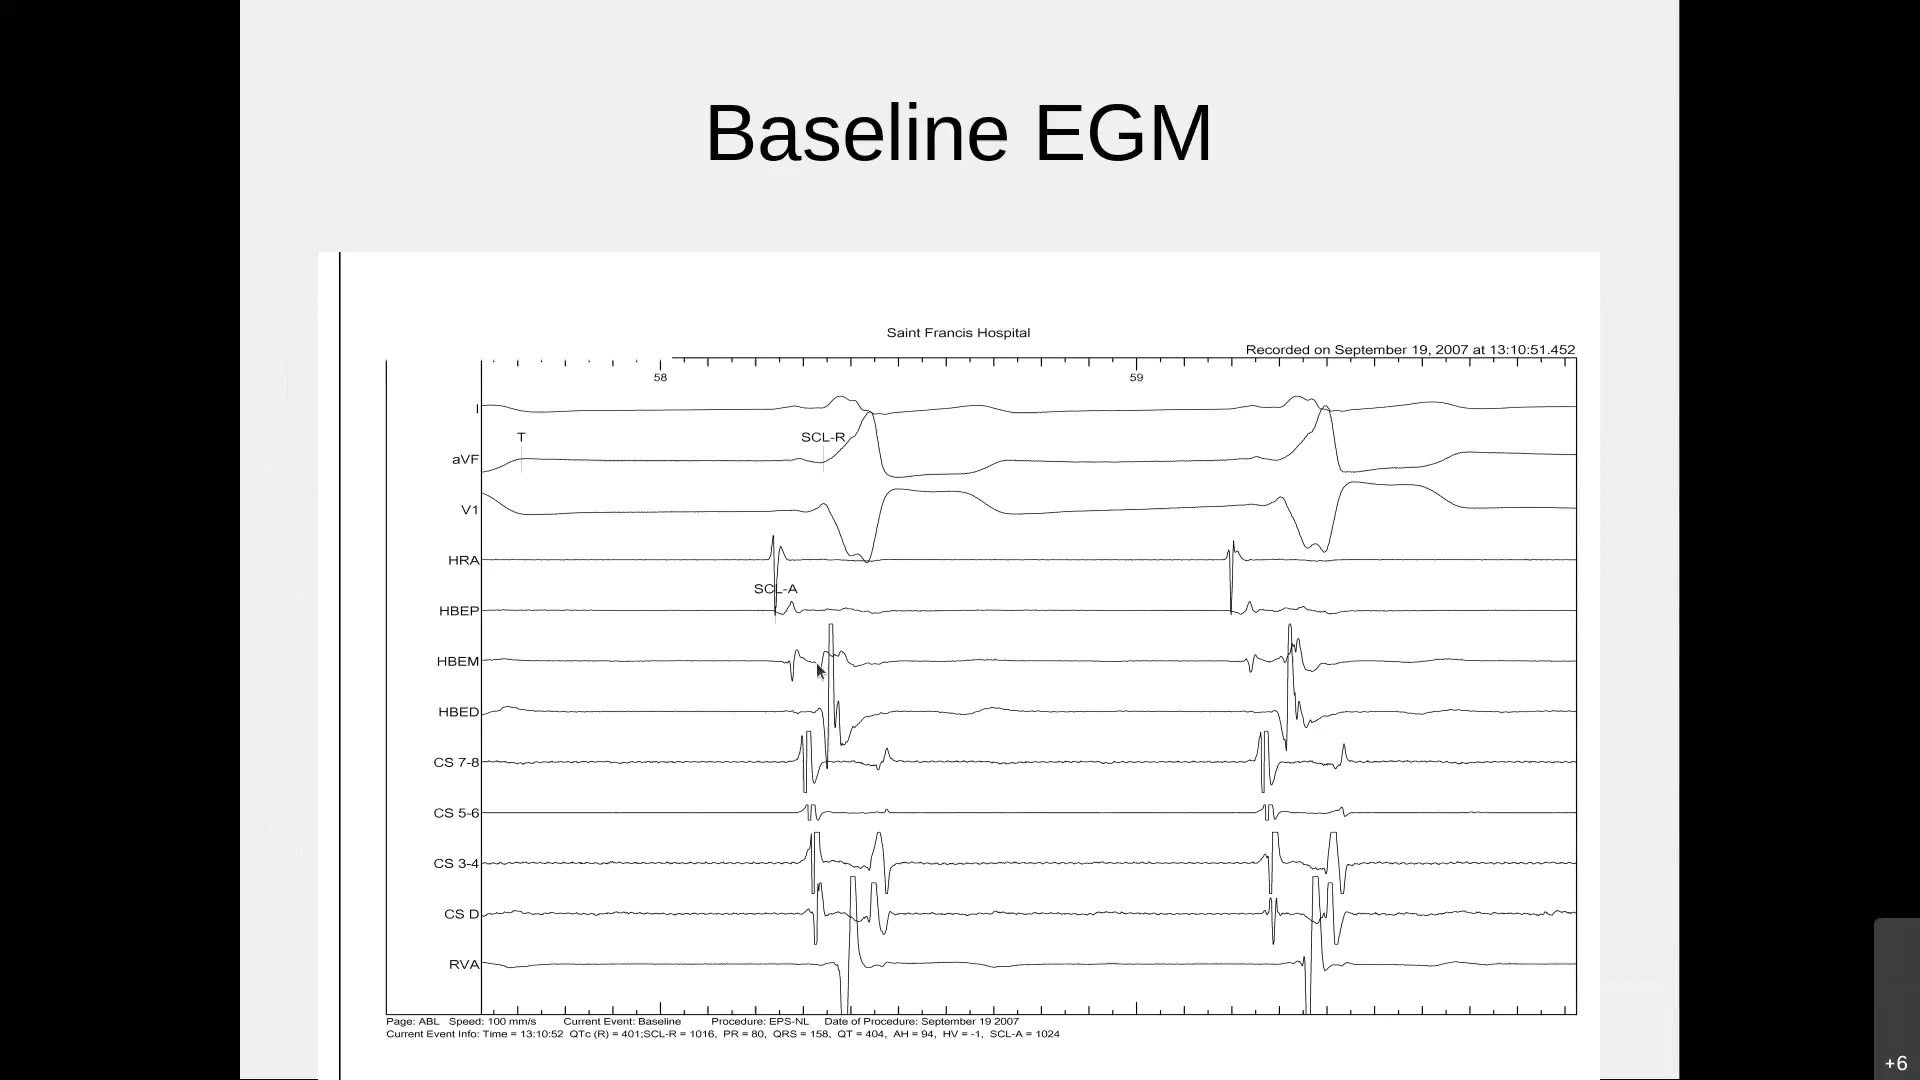 Baseline EGM
Saint Francis Hospital
Recorded on September 19, 2007 at 13:10:51.452
58
59
I
T
SCL-R
aVF
V1
HRA
SCL-A
HBEP
HBEM
HBED
CS 7-8
CS 5-6
CS 3-4
CS D
RVA
Page: ABL Speed: 100 mm/s Current Event: Baseline Procedure: EPS-NL Date of Procedure: September 19 2007
Current Event Info: Time = 13:10:52 QTc (R) = 401;SCL-R = 1016, PR = 80, QRS = 158, QT = 404, AH = 94, HV = -1, SCL-A = 1024
+6